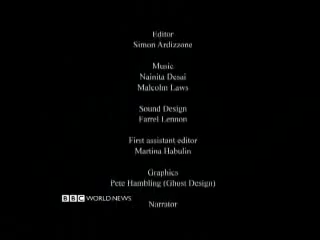 Editor
Simon Ardizzone
Music
Nainita Desai
Malcolm Laws
Sound Design
Farrel Lennon
First assistant editor
Martina Habulin
Graphics
Pete Hambling (Ghost Design)
BBC WORLD NEWS
Narrator